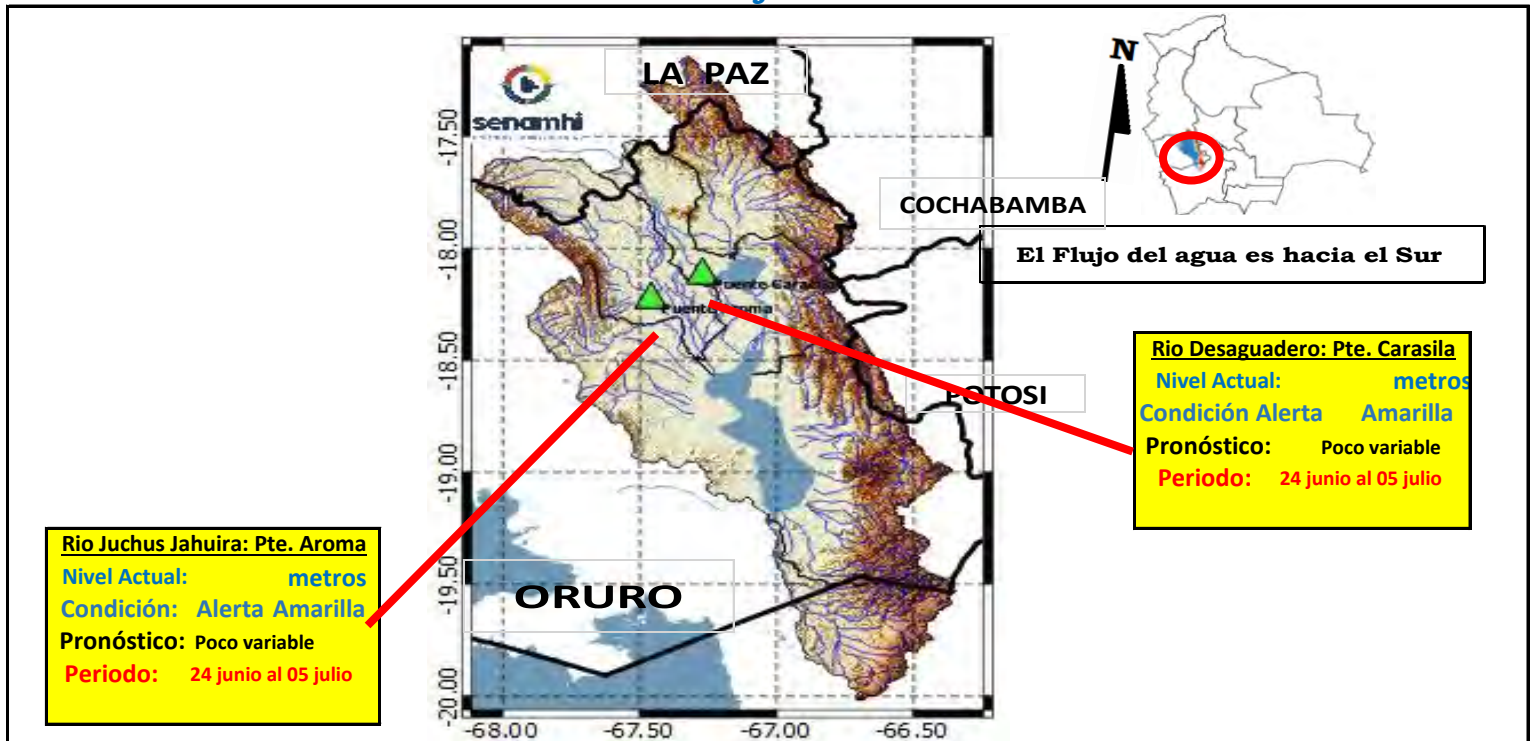 LA PAZ
senamhi
N
COCHABAMBA
El Flujo del agua es hacia el Sur
-17.50
-18.00
-18.50
-19.00
-19.50
-20.00
-68.00 -67.50 -67.00 -66.50
Puente
Puente
POTOSI
ORURO
Rio Desaguadero: Pte. Carasila
Nivel Actual: metros
Condición Alerta Amarilla
Pronóstico: Poco variable
Periodo: 24 junio al 05 julio
Rio Juchus Jahuira: Pte. Aroma
Nivel Actual: metros
Condición: Alerta Amarilla
Pronóstico: Poco variable
Periodo: 24 junio al 05 julio